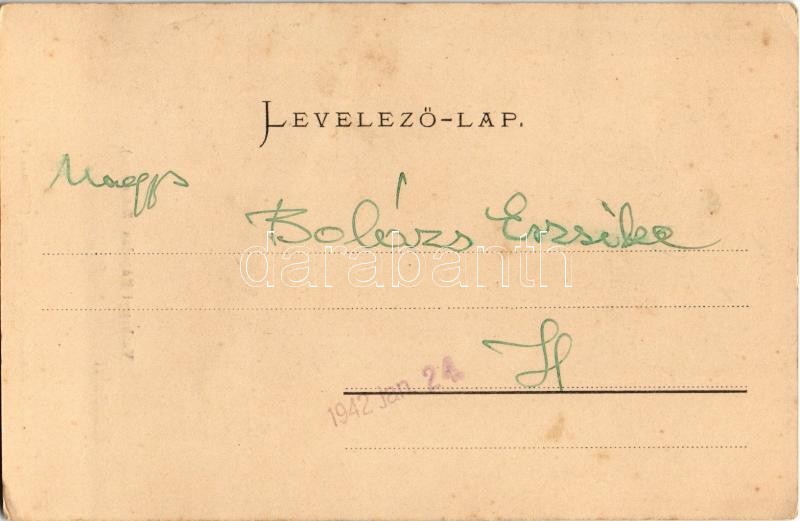 LEVELEZŐ-LAP.
Nagys
Balázs Erzsike
darabanth
H
1942 Jan. 24.